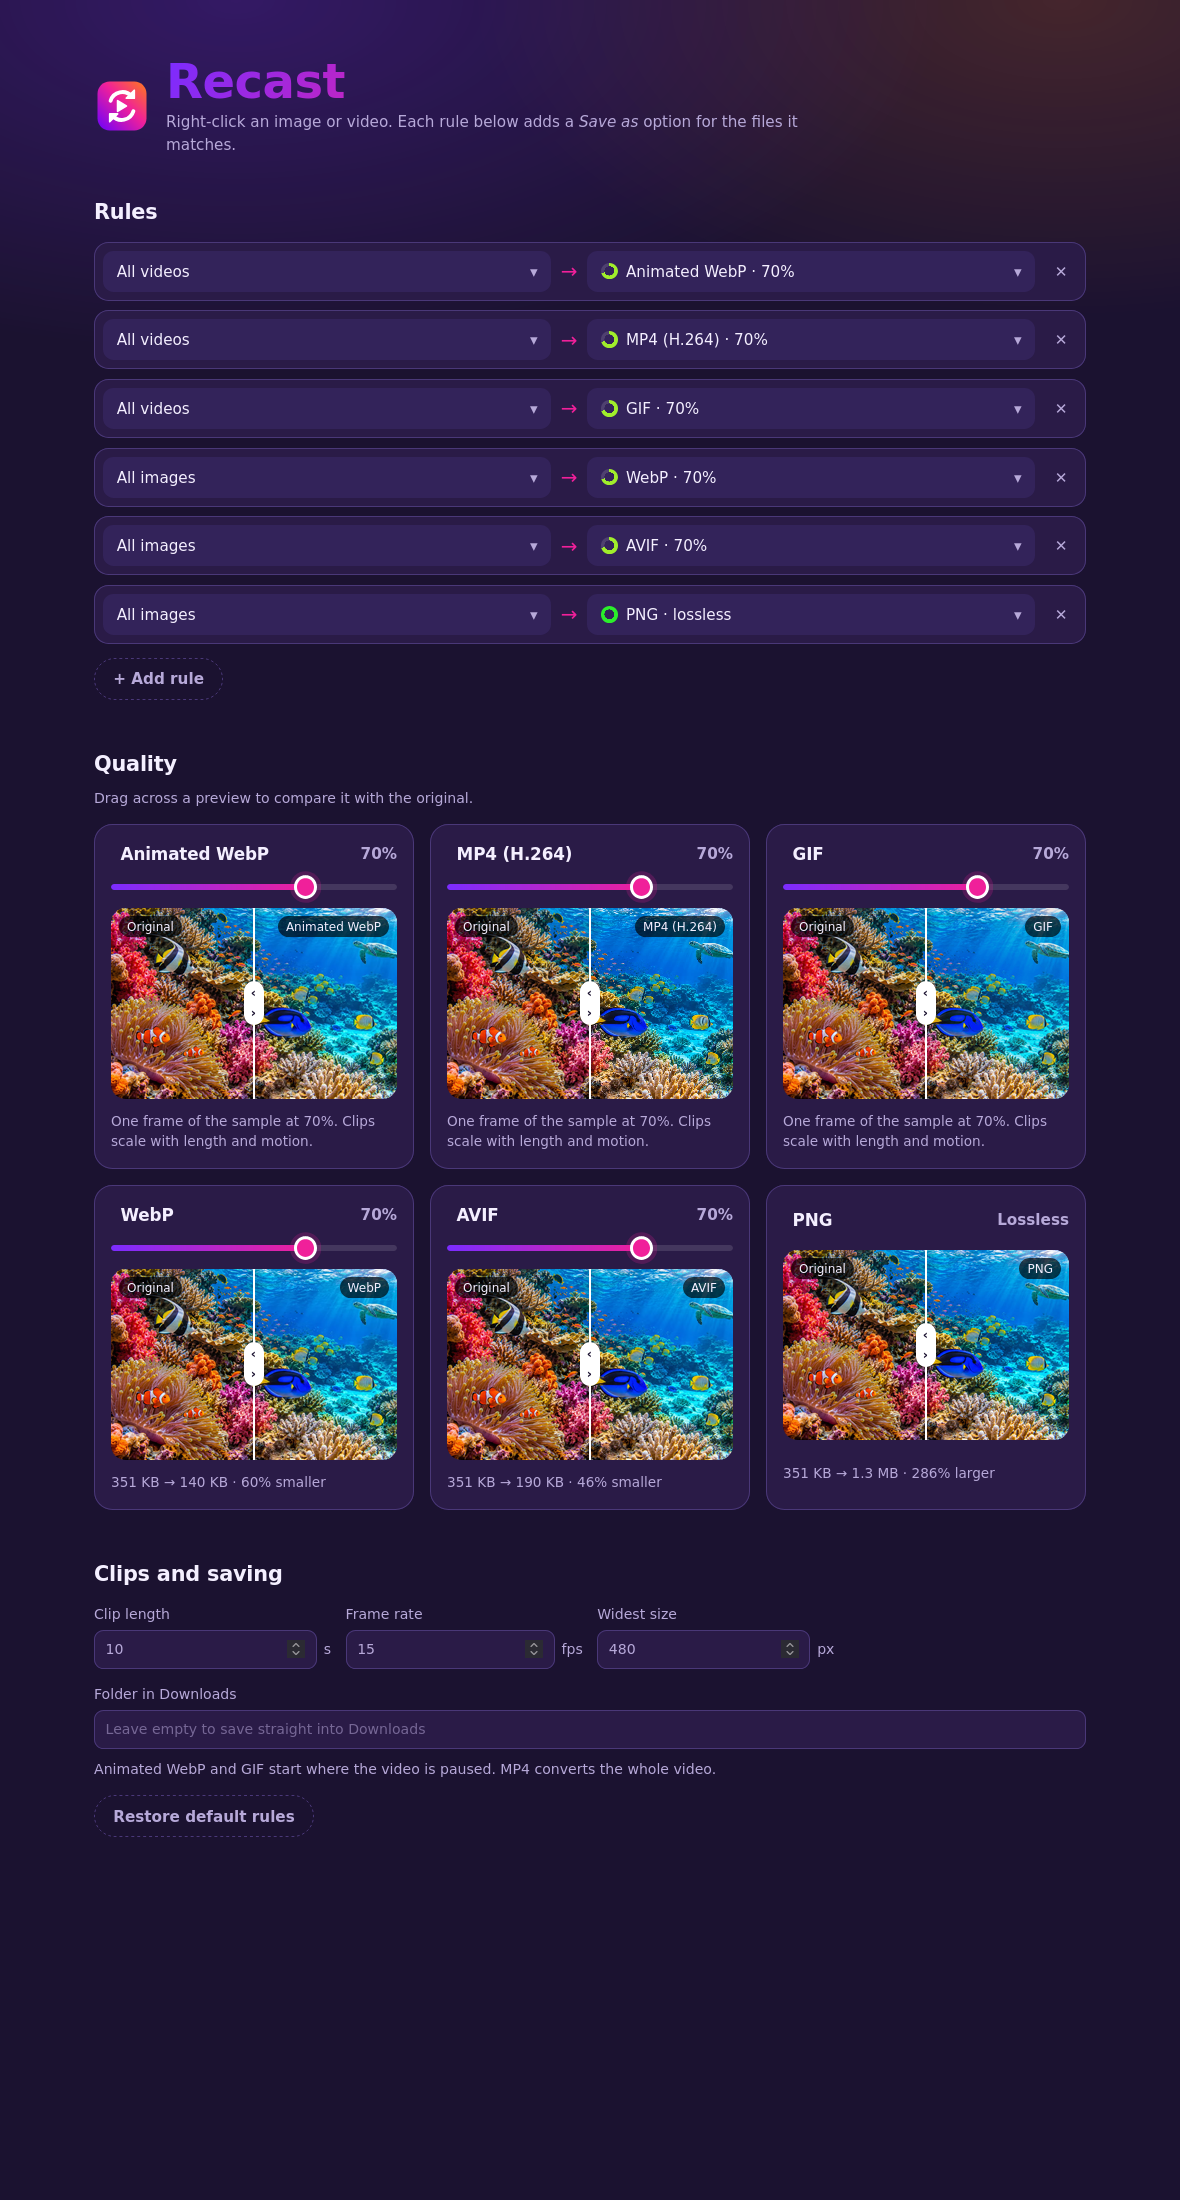 Recast
Right-click an image or video. Each rule below adds a Save as option for the files it
matches.
Rules
All videos ▾ → Animated WebP · 70% ▾ ✕
All videos ▾ → MP4 (H.264) · 70% ▾ ✕
All videos ▾ → GIF · 70% ▾ ✕
All images ▾ → WebP · 70% ▾ ✕
All images ▾ → AVIF · 70% ▾ ✕
All images ▾ → PNG · lossless ▾ ✕
+ Add rule
Quality
Drag across a preview to compare it with the original.
Animated WebP 70%
Original Animated WebP
One frame of the sample at 70%. Clips
scale with length and motion.
MP4 (H.264) 70%
Original MP4 (H.264)
One frame of the sample at 70%. Clips
scale with length and motion.
GIF 70%
Original GIF
One frame of the sample at 70%. Clips
scale with length and motion.
WebP 70%
Original WebP
351 KB → 140 KB · 60% smaller
AVIF 70%
Original AVIF
351 KB → 190 KB · 46% smaller
PNG Lossless
Original PNG
351 KB → 1.3 MB · 286% larger
Clips and saving
Clip length
10 s
Frame rate
15 fps
Widest size
480 px
Folder in Downloads
Leave empty to save straight into Downloads
Animated WebP and GIF start where the video is paused. MP4 converts the whole video.
Restore default rules